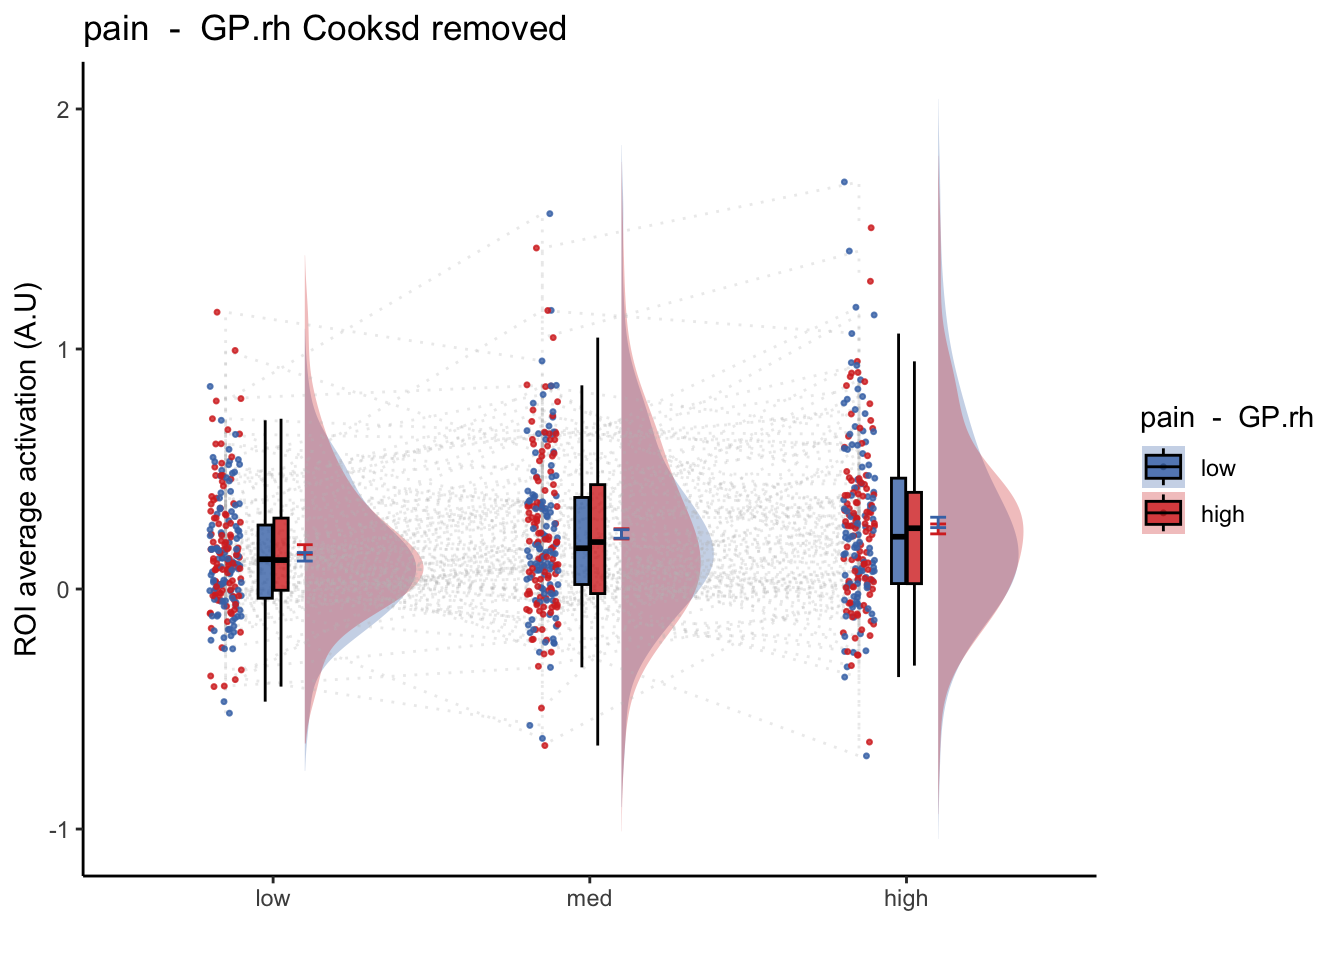 pain  -  GP.rh Cooksd removed
ROI average activation (A.U)
2
1
0
-1
low
med
high
pain  -  GP.rh
low
high